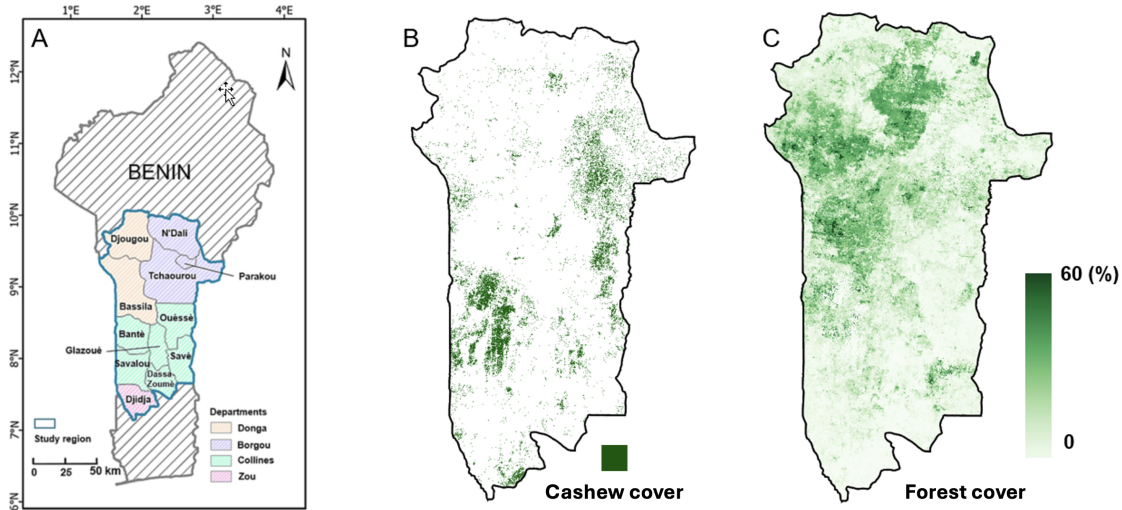 1°E 2°E 3°E 4°E
A
B
C
N
12°N
11°N
10°N
9°N
8°N
7°N
6°N
BENIN
Djougou
N'Dali
Parakou
Tchaourou
Bassila
Ouèssè
Bantè
Glazouè
Savè
Savalou
Dassa
Zoumè
Djidja
Study region
0 25 50 km
Departments
Donga
Borgou
Collines
Zou
Cashew cover
60 (%)
0
Forest cover